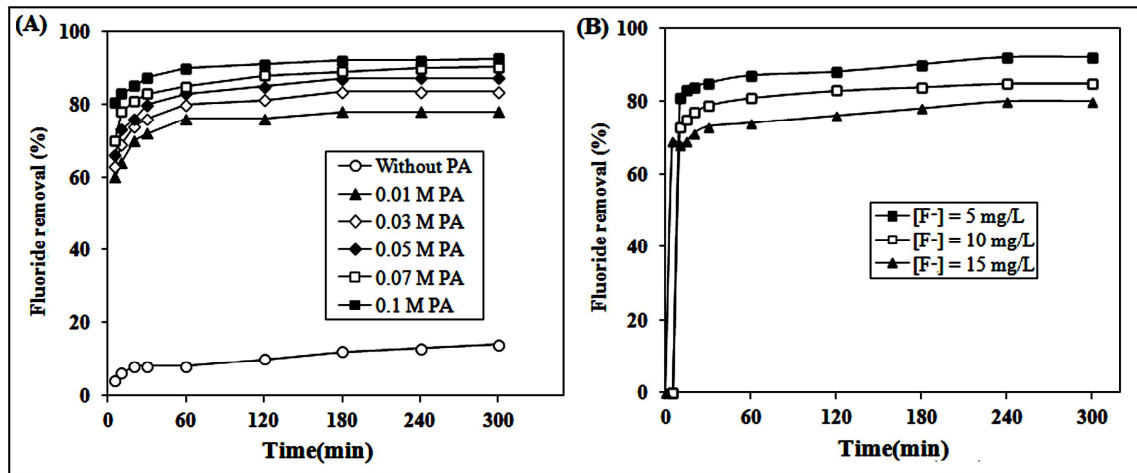 (A)
100
80
60
40
20
0
Fluoride removal (%)
Without PA
0.01 M PA
0.03 M PA
0.05 M PA
0.07 M PA
0.1 M PA
0 60 120 180 240 300
Time(min)
(B)
100
80
60
40
20
0
Fluoride removal (%)
[F-] = 5 mg/L
[F-] = 10 mg/L
[F-] = 15 mg/L
0 60 120 180 240 300
Time(min)